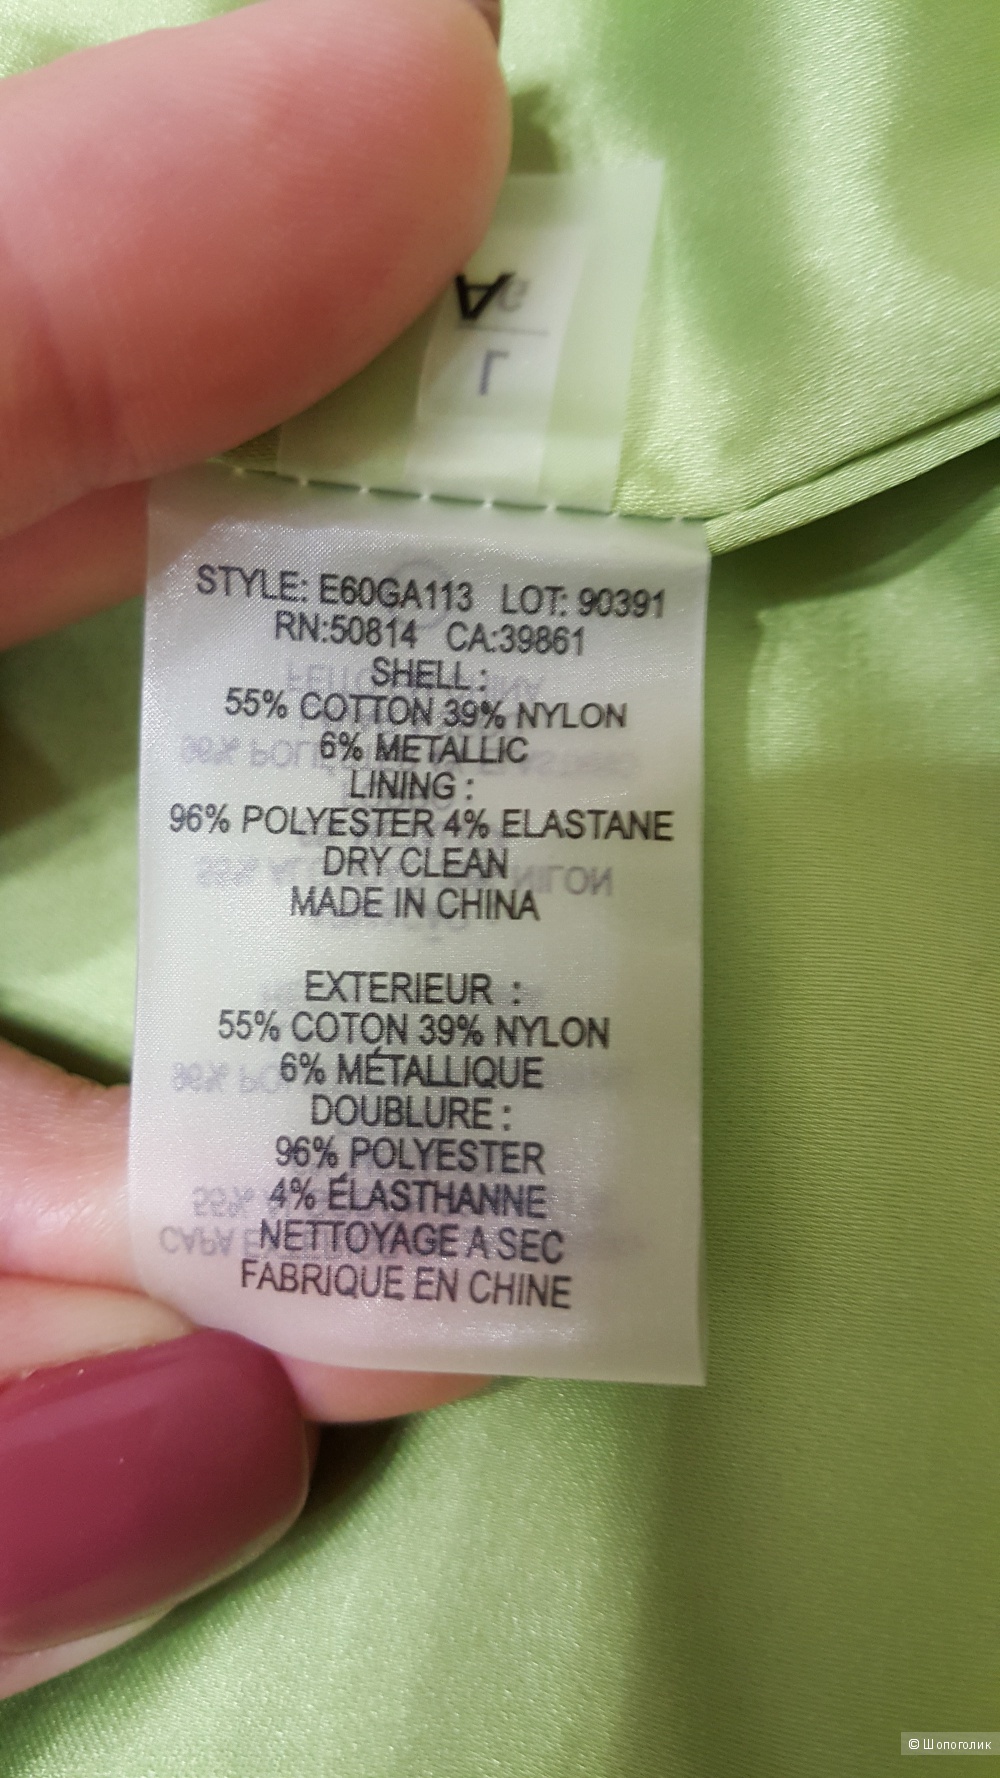 STYLE: E60GA113 LOT: 90391
RN:50814 CA:39861
SHELL :
55% COTTON 39% NYLON
6% METALLIC
LINING :
96% POLYESTER 4% ELASTANE
DRY CLEAN
MADE IN CHINA
EXTERIEUR :
55% COTON 39% NYLON
6% MÉTALLIQUE
DOUBLURE :
96% POLYESTER
4% ÉLASTHANNE
NETTOYAGE A SEC
FABRIQUE EN CHINE
© Шопоголик